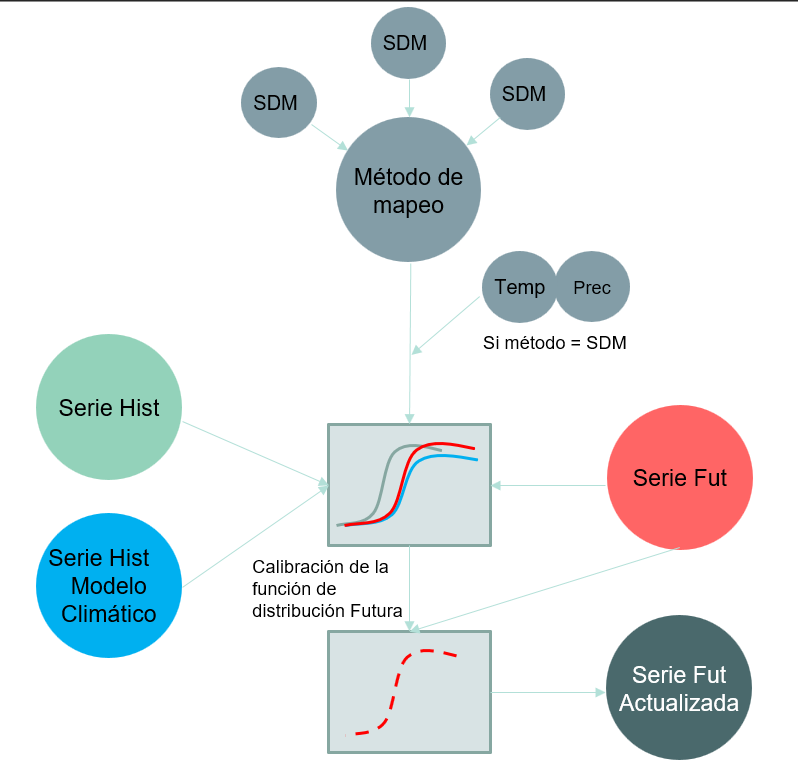 SDM
SDM
SDM
Método de
mapeo
Temp
Prec
Si método = SDM
Serie Hist
Serie Fut
Serie Hist
Modelo
Climático
Calibración de la
función de
distribución Futura
Serie Fut
Actualizada